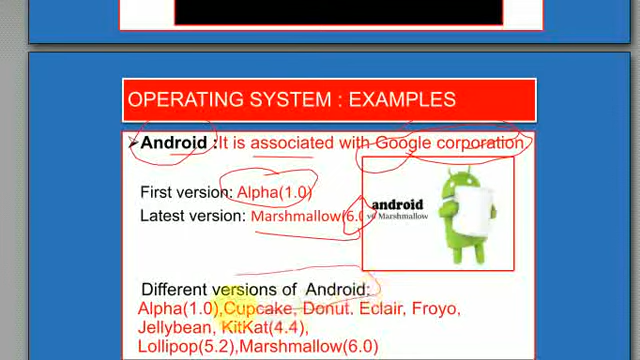 OPERATING SYSTEM : EXAMPLES
Android : It is associated with Google corporation
First version: Alpha(1.0)
Latest version: Marshmallow(6.0
android
v6 Marshmallow
Different versions of Android:
Alpha(1.0),Cupcake, Donut. Eclair, Froyo,
Jellybean, KitKat(4.4),
Lollipop(5.2),Marshmallow(6.0)